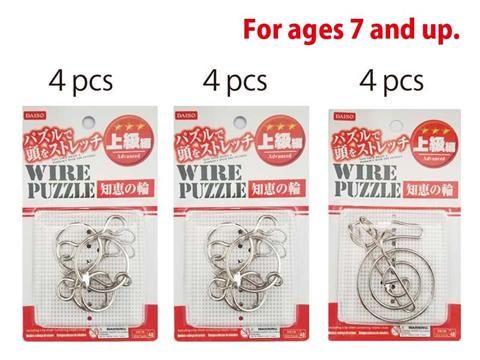 For ages 7 and up.
4 pcs
4 pcs
4 pcs
DAISO
パズルで
頭をストレッチ
上級編
Advanced
WIRE
PUZZLE
知恵の輪
WARNING
DAISO
パズルで
頭をストレッチ
上級編
Advanced
WIRE
PUZZLE
知恵の輪
WARNING
DAISO
パズルで
頭をストレッチ
上級編
Advanced
WIRE
PUZZLE
知恵の輪
WARNING